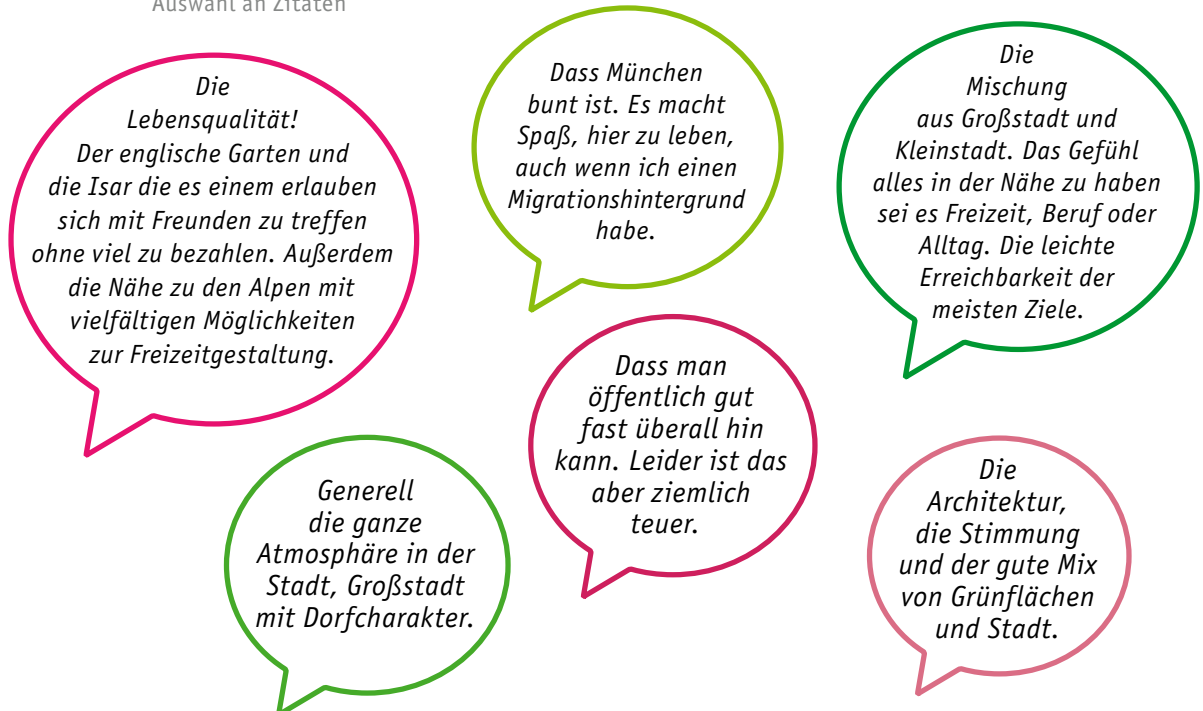 Auswahl an Zitaten
Die
Lebensqualität!
Der englische Garten und
die Isar die es einem erlauben
sich mit Freunden zu treffen
ohne viel zu bezahlen. Außerdem
die Nähe zu den Alpen mit
vielfältigen Möglichkeiten
zur Freizeitgestaltung.
Dass München
bunt ist. Es macht
Spaß, hier zu leben,
auch wenn ich einen
Migrationshintergrund
habe.
Die
Mischung
aus Großstadt und
Kleinstadt. Das Gefühl
alles in der Nähe zu haben
sei es Freizeit, Beruf oder
Alltag. Die leichte
Erreichbarkeit der
meisten Ziele.
Dass man
öffentlich gut
fast überall hin
kann. Leider ist das
aber ziemlich
teuer.
Generell
die ganze
Atmosphäre in der
Stadt, Großstadt
mit Dorfcharakter.
Die
Architektur,
die Stimmung
und der gute Mix
von Grünflächen
und Stadt.